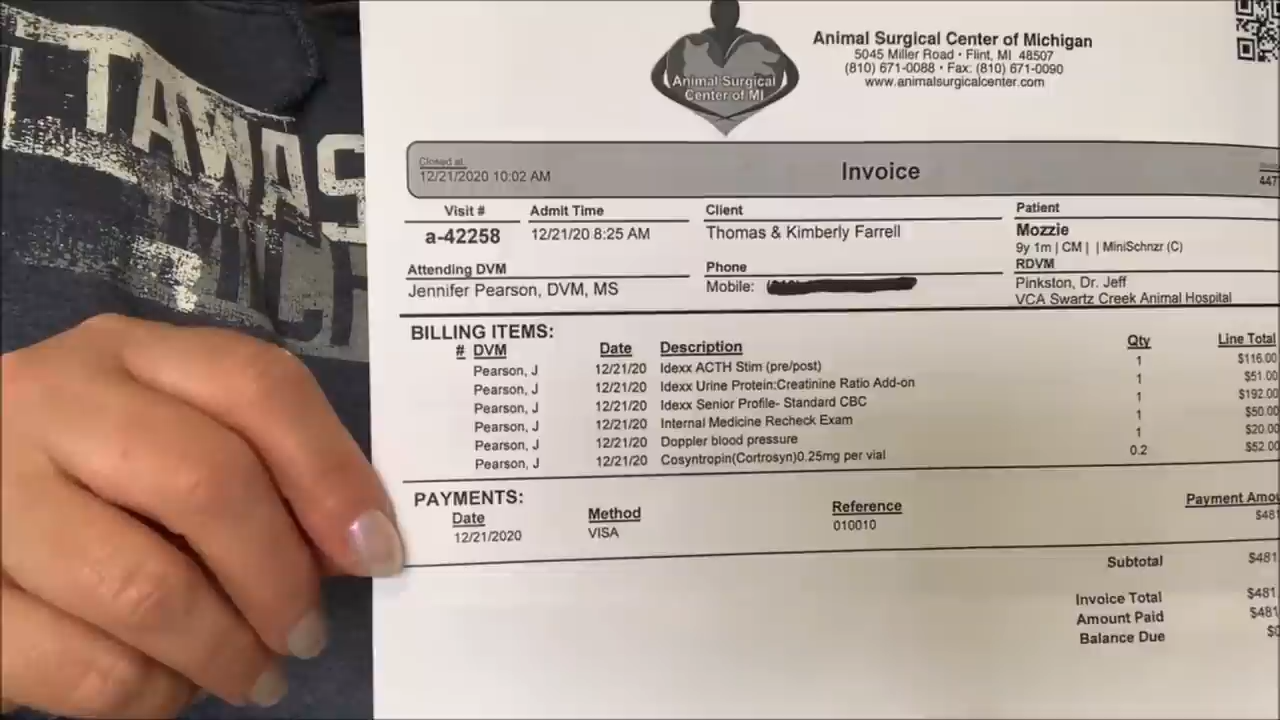 TAWAS
MICH
Animal Surgical
Center of MI
Animal Surgical Center of Michigan
5045 Miller Road • Flint, MI 48507
(810) 671-0088 • Fax: (810) 671-0090
www.animalsurgicalcenter.com
Closed at
12/21/2020 10:02 AM
Invoice
447
Visit #
a-42258
Admit Time
12/21/20 8:25 AM
Client
Thomas & Kimberly Farrell
Patient
Mozzie
9y 1m | CM | | MiniSchnzr (C)
Attending DVM
Jennifer Pearson, DVM, MS
Phone
Mobile:
RDVM
Pinkston, Dr. Jeff
VCA Swartz Creek Animal Hospital
BILLING ITEMS:
# DVM Date Description Qty Line Total
Pearson, J 12/21/20 Idexx ACTH Stim (pre/post) 1 $116.00
Pearson, J 12/21/20 Idexx Urine Protein:Creatinine Ratio Add-on 1 $51.00
Pearson, J 12/21/20 Idexx Senior Profile- Standard CBC 1 $192.00
Pearson, J 12/21/20 Internal Medicine Recheck Exam 1 $50.00
Pearson, J 12/21/20 Doppler blood pressure 1 $20.00
Pearson, J 12/21/20 Cosyntropin(Cortrosyn)0.25mg per vial 0.2 $52.00
PAYMENTS:
Date Method Reference Payment Amou
12/21/2020 VISA 010010 $481
Subtotal $481.
Invoice Total $481.
Amount Paid $481
Balance Due $0